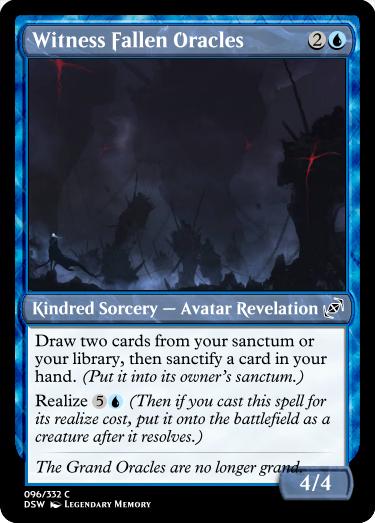 Witness Fallen Oracles 2
Kindred Sorcery — Avatar Revelation
Draw two cards from your sanctum or
your library, then sanctify a card in your
hand. (Put it into its owner's sanctum.)
Realize 5 (Then if you cast this spell for
its realize cost, put it onto the battlefield as a
creature after it resolves.)
The Grand Oracles are no longer grand.
4/4
096/332 C
DSW Legendary Memory